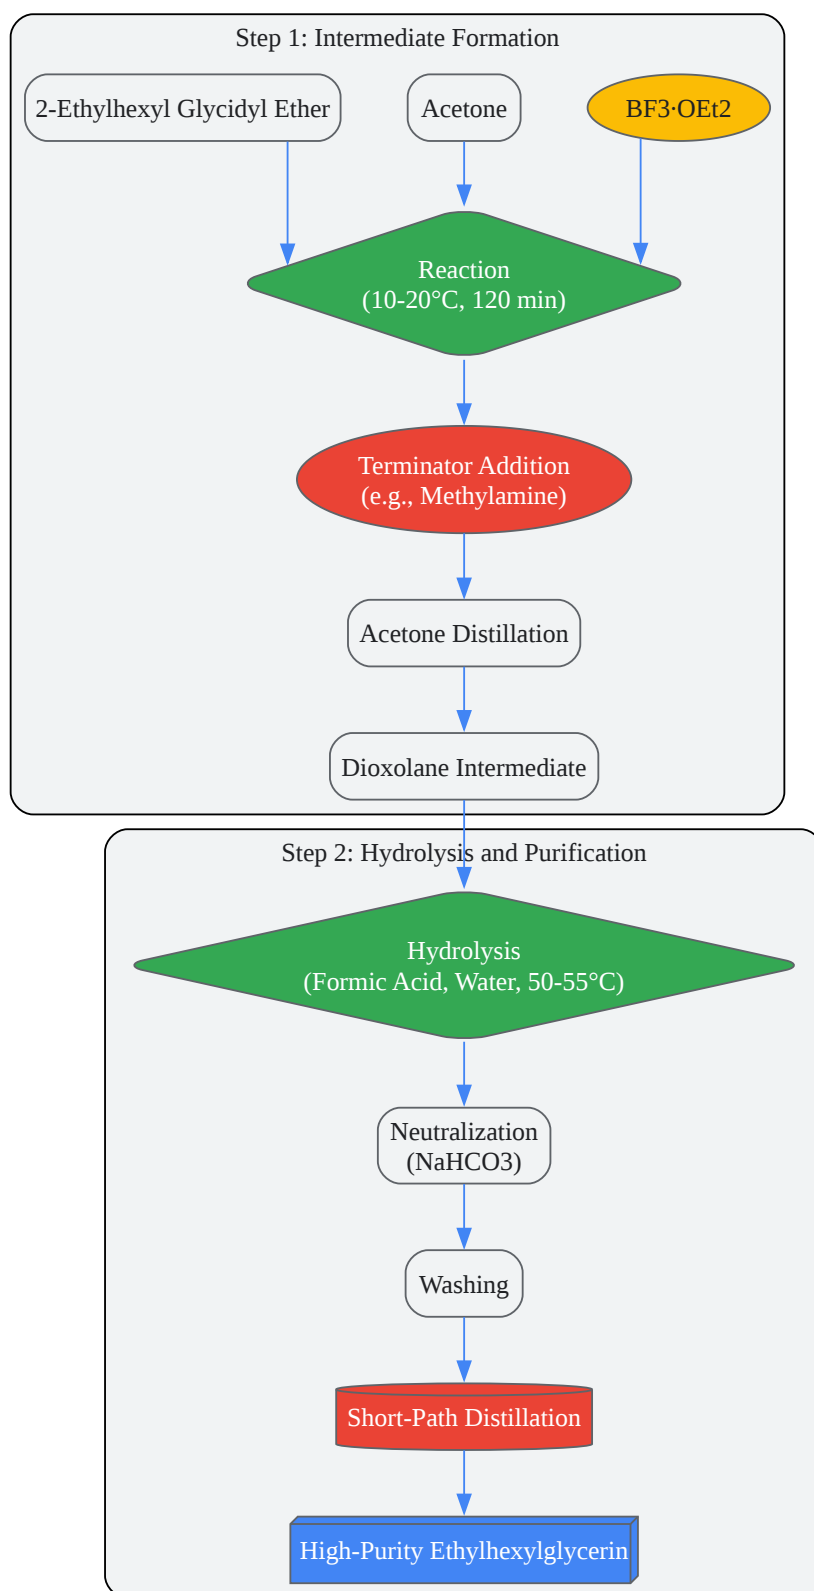 Step 1: Intermediate Formation
2-Ethylhexyl Glycidyl Ether
Acetone
BF3·OEt2
Reaction
(10-20°C, 120 min)
Terminator Addition
(e.g., Methylamine)
Acetone Distillation
Dioxolane Intermediate
Step 2: Hydrolysis and Purification
Hydrolysis
(Formic Acid, Water, 50-55°C)
Neutralization
(NaHCO3)
Washing
Short-Path Distillation
High-Purity Ethylhexylglycerin